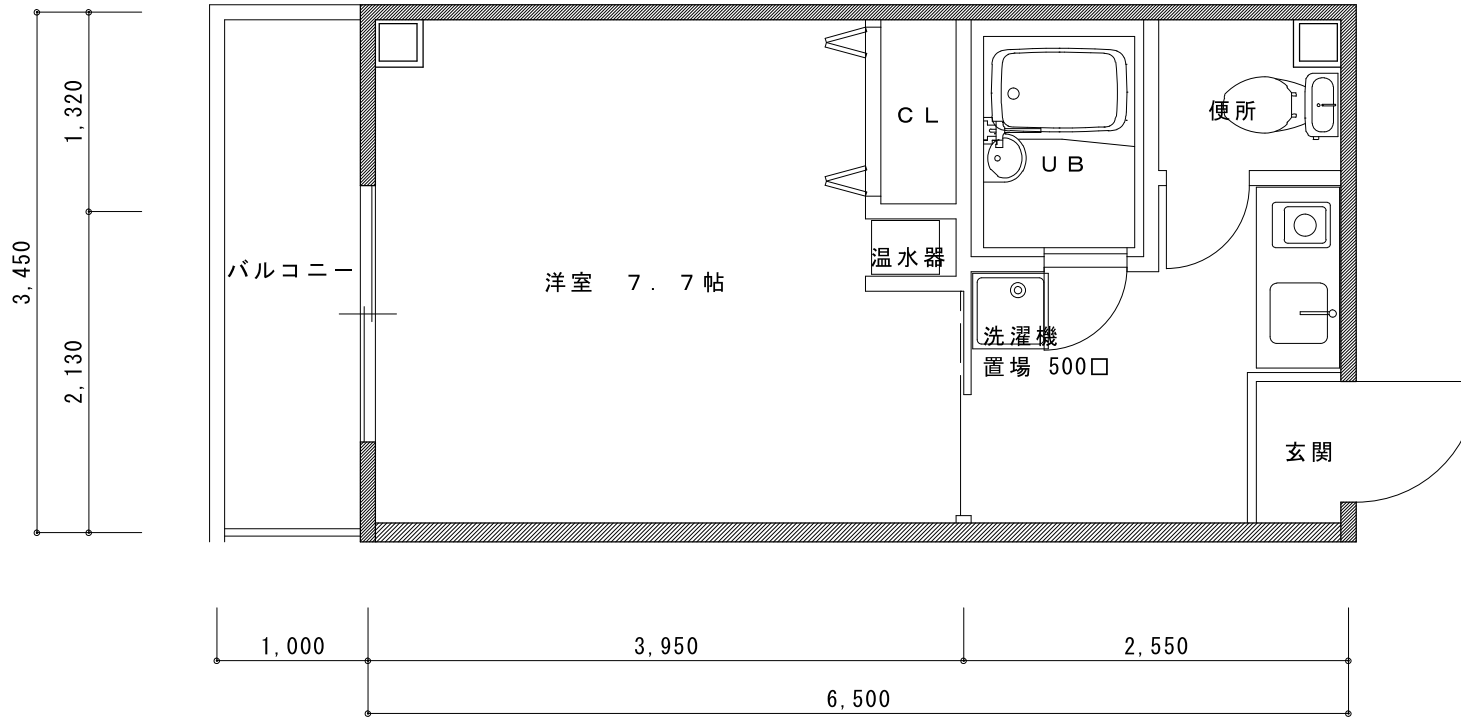 1,320
3,450
2,130
バルコニー
洋室 7.7帖
CL
温水器
UB
便所
洗濯機
置場 500□
玄関
1,000
3,950
2,550
6,500